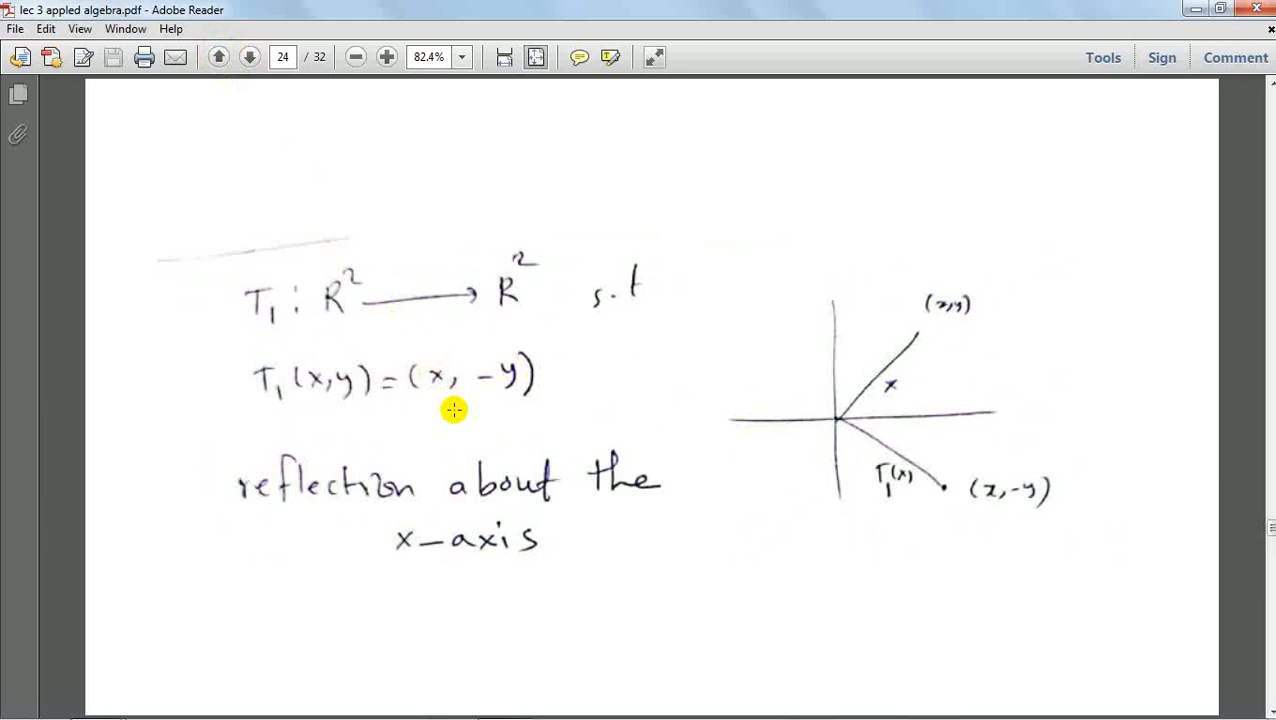 lec 3 appled algebra.pdf - Adobe Reader
File Edit View Window Help
24 / 32 82.4% Tools Sign Comment
T₁ : R² ⟶ R² s.t
T₁(x,y) = (x, -y)
reflection about the
x-axis
(x,y)
x
T₁(x)
(x,-y)